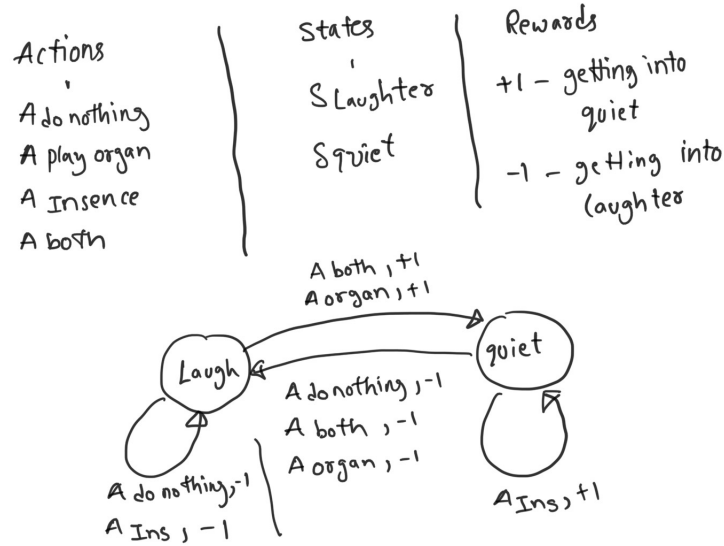 Actions
A do nothing
A play organ
A Insence
A both
States
S Laughter
S quiet
Rewards
+1 - getting into
quiet
-1 - getting into
Laughter
A both, +1
A organ, +1
Laugh
quiet
A do nothing, -1
A both, -1
A organ, -1
A do nothing, -1
A Ins, -1
A Ins, +1